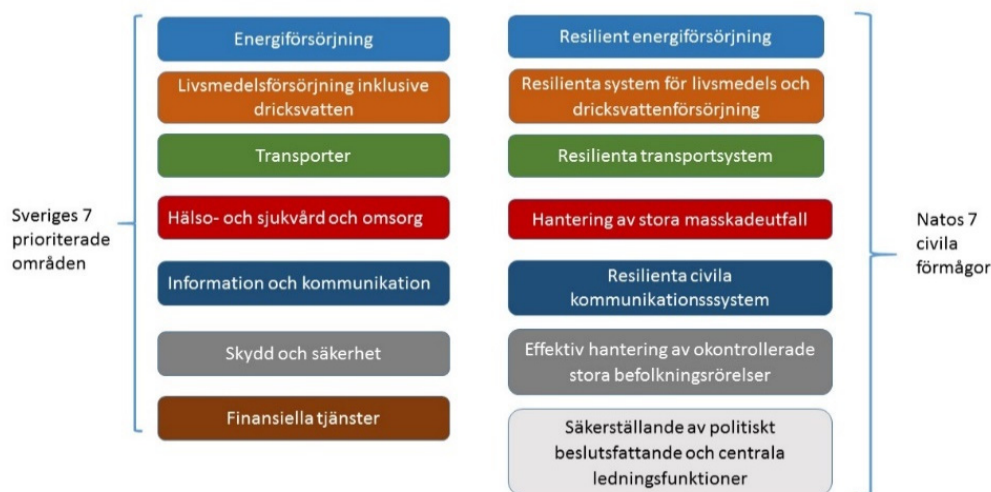 Sveriges 7
prioriterade
områden
Energiförsörjning
Livsmedelsförsörjning inklusive
dricksvatten
Transporter
Hälso- och sjukvård och omsorg
Information och kommunikation
Skydd och säkerhet
Finansiella tjänster
Resilient energiförsörjning
Resilienta system för livsmedels och
dricksvattenförsörjning
Resilienta transportsystem
Hantering av stora masskadeutfall
Resilienta civila
kommunikationsssystem
Effektiv hantering av okontrollerade
stora befolkningsrörelser
Säkerställande av politiskt
beslutsfattande och centrala
ledningsfunktioner
Natos 7
civila
förmågor